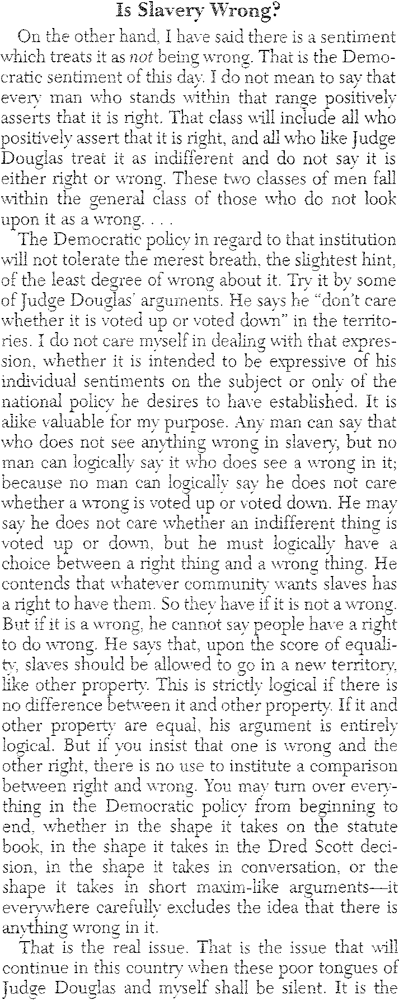 Is Slavery Wrong?
On the other hand, I have said there is a sentiment
which treats it as not being wrong. That is the Demo-
cratic sentiment of this day. I do not mean to say that
every man who stands within that range positively
asserts that it is right. That class will include all who
positively assert that it is right, and all who like Judge
Douglas treat it as indifferent and do not say it is
either right or wrong. These two classes of men fall
within the general class of those who do not look
upon it as a wrong. . . .
The Democratic policy in regard to that institution
will not tolerate the merest breath, the slightest hint,
of the least degree of wrong about it. Try it by some
of Judge Douglas' arguments. He says he "don't care
whether it is voted up or voted down" in the territo-
ries. I do not care myself in dealing with that expres-
sion, whether it is intended to be expressive of his
individual sentiments on the subject or only of the
national policy he desires to have established. It is
alike valuable for my purpose. Any man can say that
who does not see anything wrong in slavery, but no
man can logically say it who does see a wrong in it;
because no man can logically say he does not care
whether a wrong is voted up or voted down. He may
say he does not care whether an indifferent thing is
voted up or down, but he must logically have a
choice between a right thing and a wrong thing. He
contends that whatever community wants slaves has
a right to have them. So they have if it is not a wrong.
But if it is a wrong, he cannot say people have a right
to do wrong. He says that, upon the score of equali-
ty, slaves should be allowed to go in a new territory,
like other property. This is strictly logical if there is
no difference between it and other property. If it and
other property are equal, his argument is entirely
logical. But if you insist that one is wrong and the
other right, there is no use to institute a comparison
between right and wrong. You may turn over every-
thing in the Democratic policy from beginning to
end, whether in the shape it takes on the statute
book, in the shape it takes in the Dred Scott deci-
sion, in the shape it takes in conversation, or the
shape it takes in short maxim-like arguments—it
everywhere carefully excludes the idea that there is
anything wrong in it.
That is the real issue. That is the issue that will
continue in this country when these poor tongues of
Judge Douglas and myself shall be silent. It is the